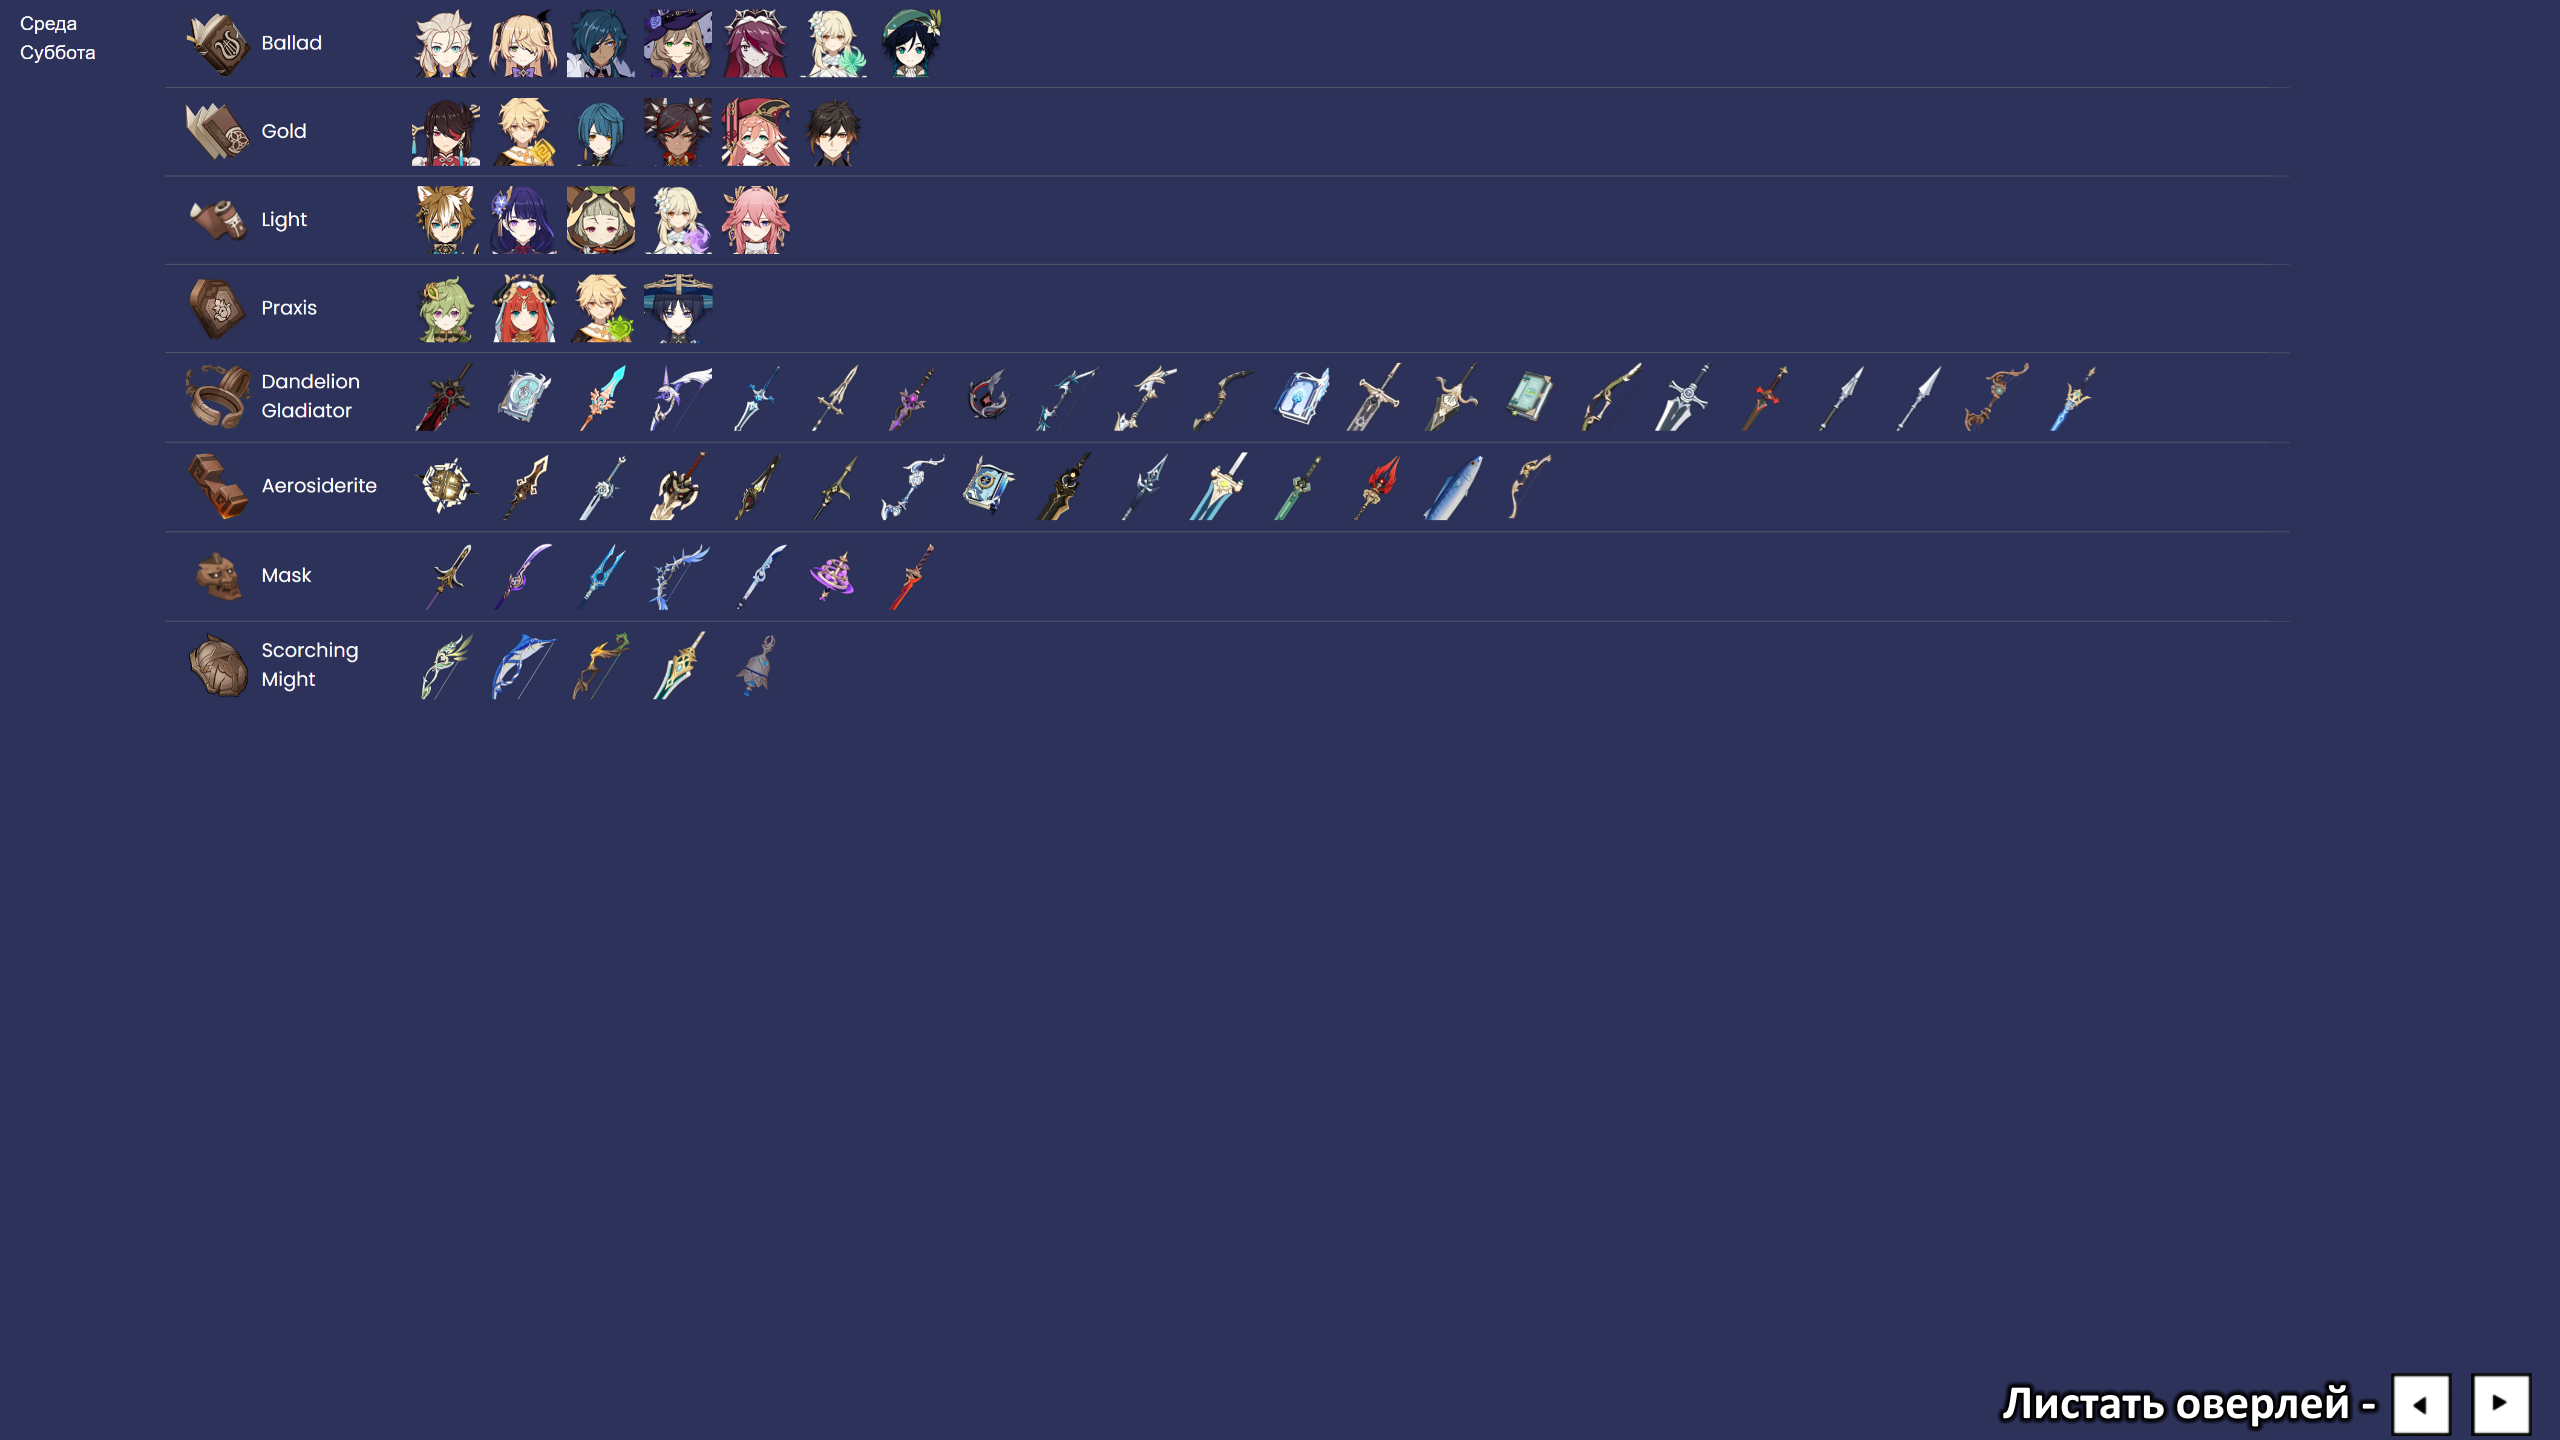 Среда
Суббота
Ballad
Gold
Light
Praxis
Dandelion
Gladiator
Aerosiderite
Mask
Scorching
Might
Листать оверлей -